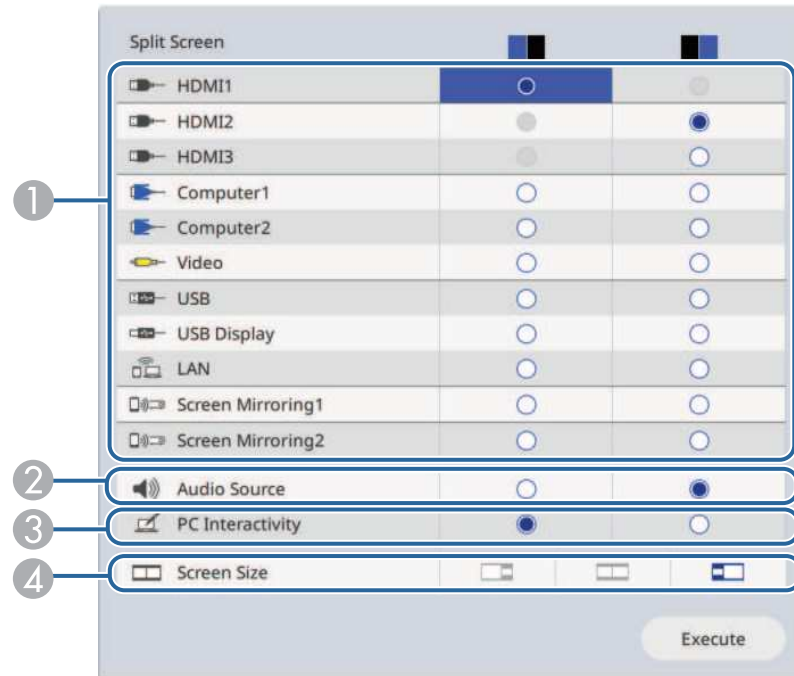 Split Screen
1
HDMI1
HDMI2
HDMI3
Computer1
Computer2
Video
USB
USB Display
LAN
Screen Mirroring1
Screen Mirroring2
2
Audio Source
3
PC Interactivity
4
Screen Size
Execute